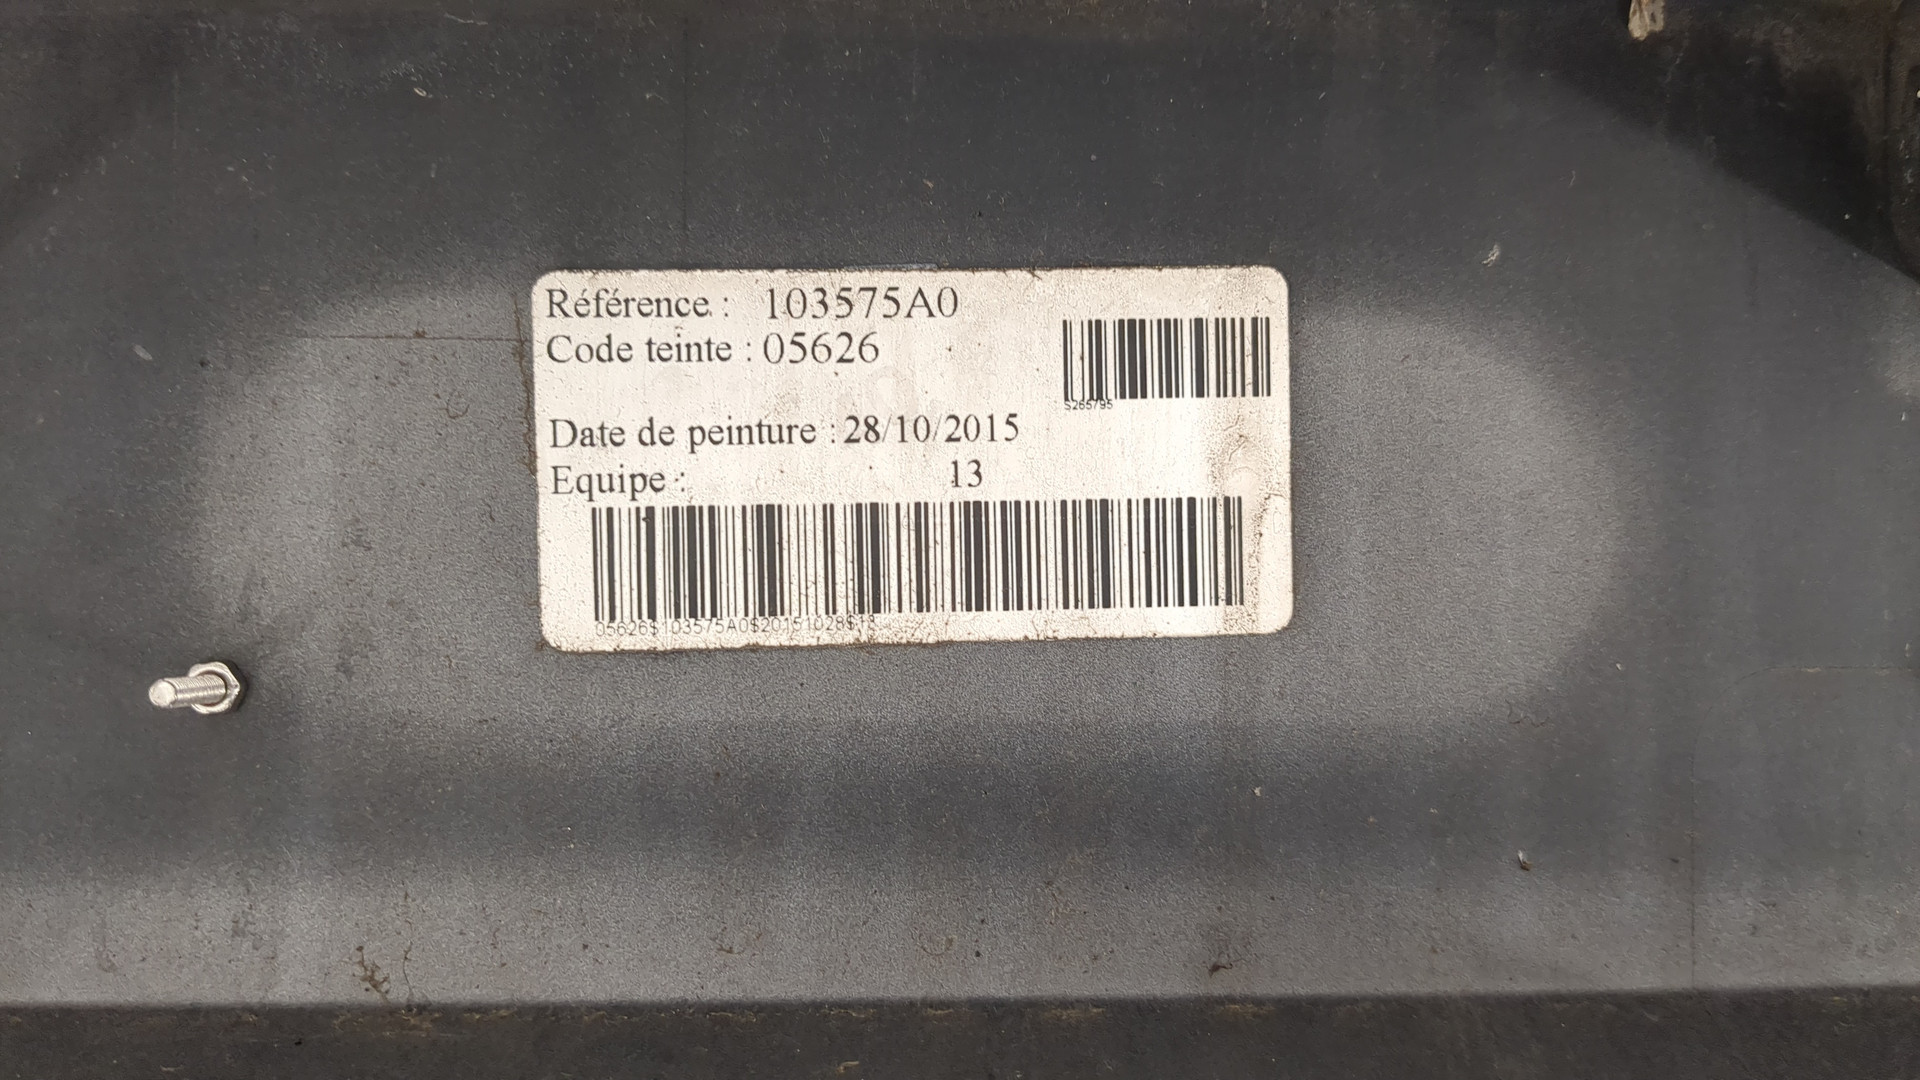 Référence : 103575A0
Code teinte : 05626
S265795
Date de peinture : 28/10/2015
Equipe : 13
05626$103575A0$20151028$13